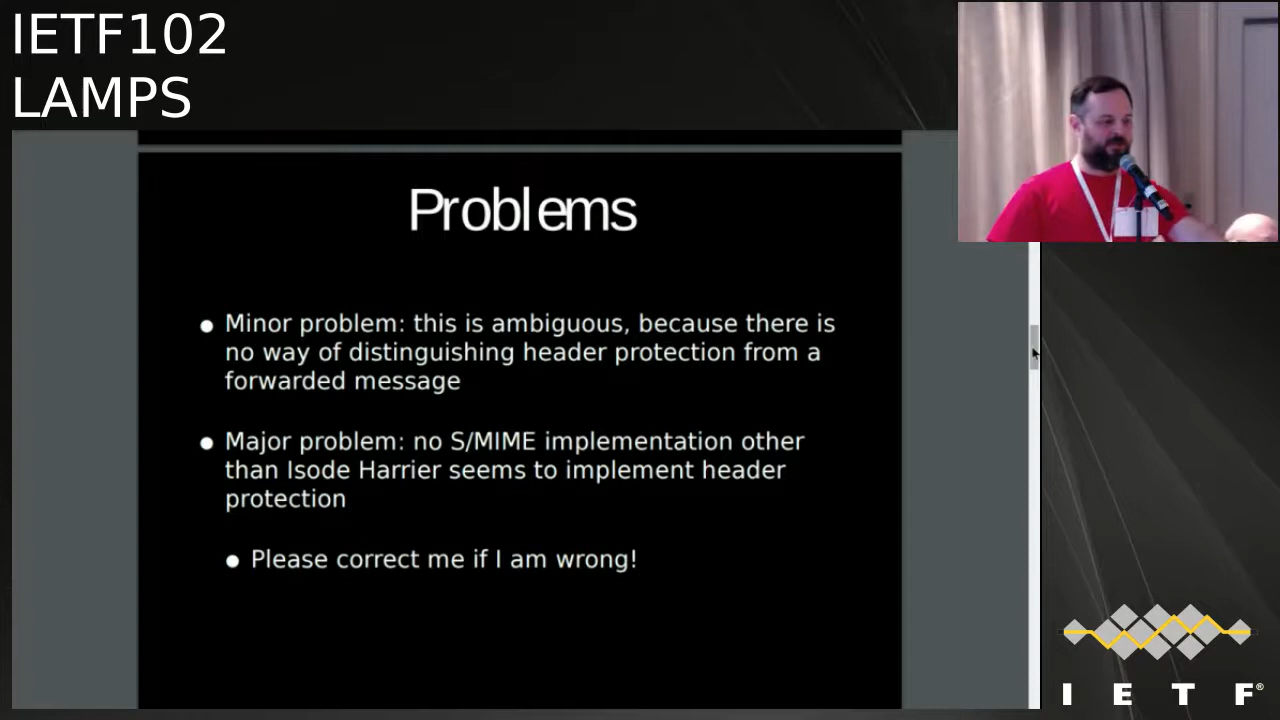 IETF102
LAMPS
Problems
● Minor problem: this is ambiguous, because there is
no way of distinguishing header protection from a
forwarded message
● Major problem: no S/MIME implementation other
than Isode Harrier seems to implement header
protection
● Please correct me if I am wrong!
I E T F®